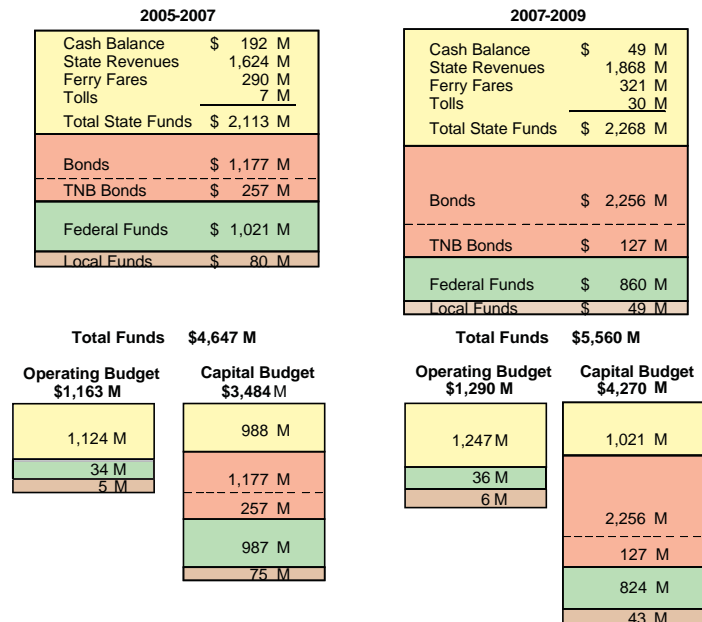 2005-2007
Cash Balance $ 192 M
State Revenues 1,624 M
Ferry Fares 290 M
Tolls 7 M
Total State Funds $ 2,113 M
Bonds $ 1,177 M
TNB Bonds $ 257 M
Federal Funds $ 1,021 M
Local Funds $ 80 M
Total Funds $4,647 M
Operating Budget
$1,163 M
1,124 M
34 M
5 M
Capital Budget
$3,484 M
988 M
1,177 M
257 M
987 M
75 M
2007-2009
Cash Balance $ 49 M
State Revenues 1,868 M
Ferry Fares 321 M
Tolls 30 M
Total State Funds $ 2,268 M
Bonds $ 2,256 M
TNB Bonds $ 127 M
Federal Funds $ 860 M
Local Funds $ 49 M
Total Funds $5,560 M
Operating Budget
$1,290 M
1,247 M
36 M
6 M
Capital Budget
$4,270 M
1,021 M
2,256 M
127 M
824 M
43 M